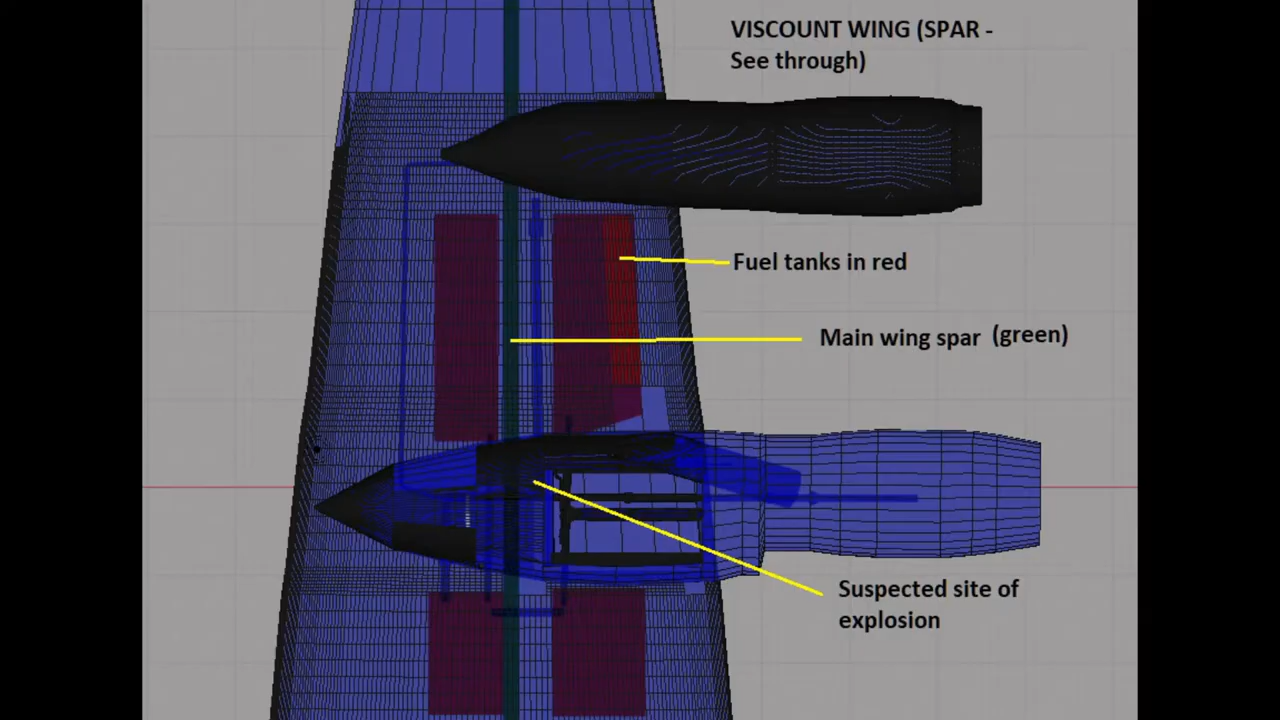 VISCOUNT WING (SPAR -
See through)
Fuel tanks in red
Main wing spar (green)
Suspected site of
explosion